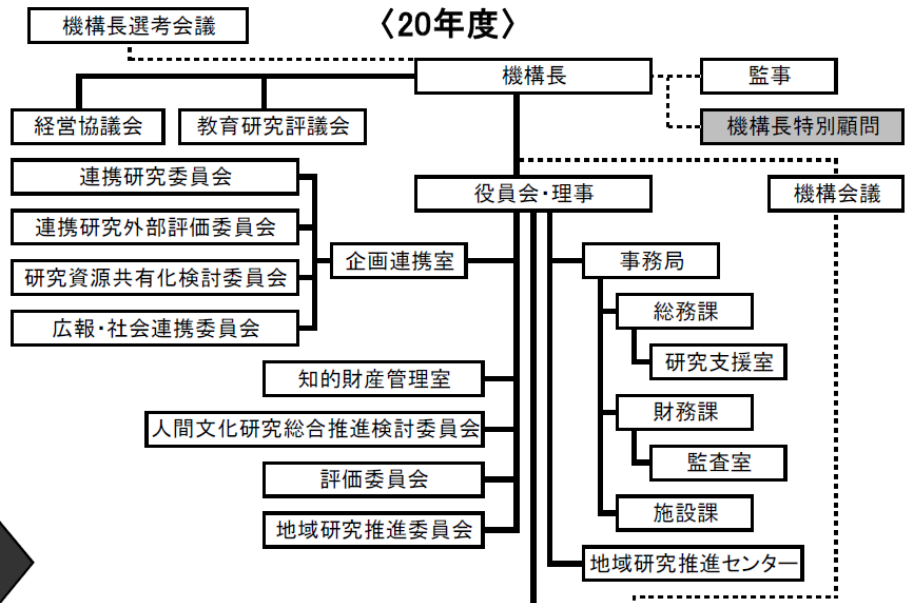 〈20年度〉
機構長選考会議
機構長
監事
経営協議会
教育研究評議会
機構長特別顧問
連携研究委員会
役員会・理事
機構会議
連携研究外部評価委員会
企画連携室
事務局
研究資源共有化検討委員会
総務課
広報・社会連携委員会
研究支援室
知的財産管理室
財務課
人間文化研究総合推進検討委員会
監査室
評価委員会
施設課
地域研究推進委員会
地域研究推進センター